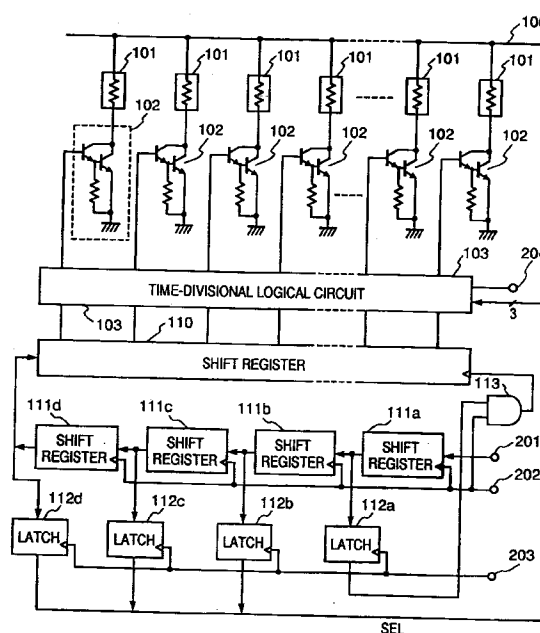 106
101 101 101 101 101 101
102 102 102 102 102 102
103 204
TIME-DIVISIONAL LOGICAL CIRCUIT
103 110 3
SHIFT REGISTER
113
111d 111c 111b 111a
SHIFT REGISTER SHIFT REGISTER SHIFT REGISTER SHIFT REGISTER
201
202
112d 112c 112b 112a
LATCH LATCH LATCH LATCH
203
SEL